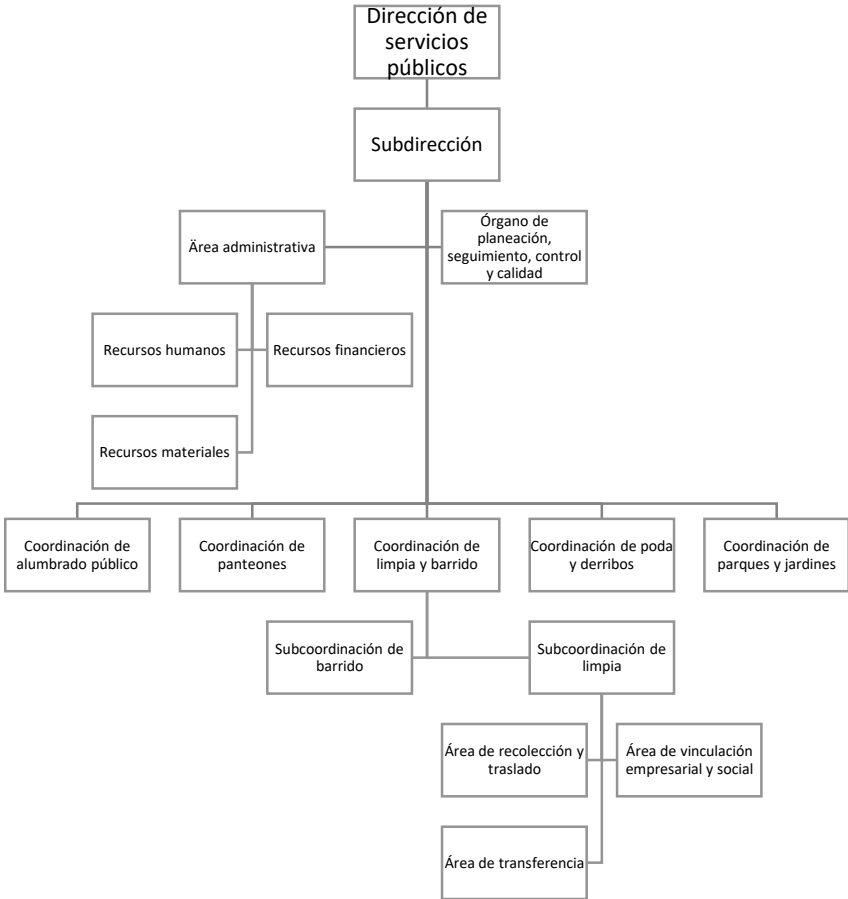 Dirección de
servicios
públicos
Subdirección
Ärea administrativa
Órgano de
planeación,
seguimiento, control
y calidad
Recursos humanos
Recursos financieros
Recursos materiales
Coordinación de
alumbrado público
Coordinación de
panteones
Coordinación de
limpia y barrido
Coordinación de poda
y derribos
Coordinación de
parques y jardines
Subcoordinación de
barrido
Subcoordinación de
limpia
Área de recolección y
traslado
Área de vinculación
empresarial y social
Área de transferencia